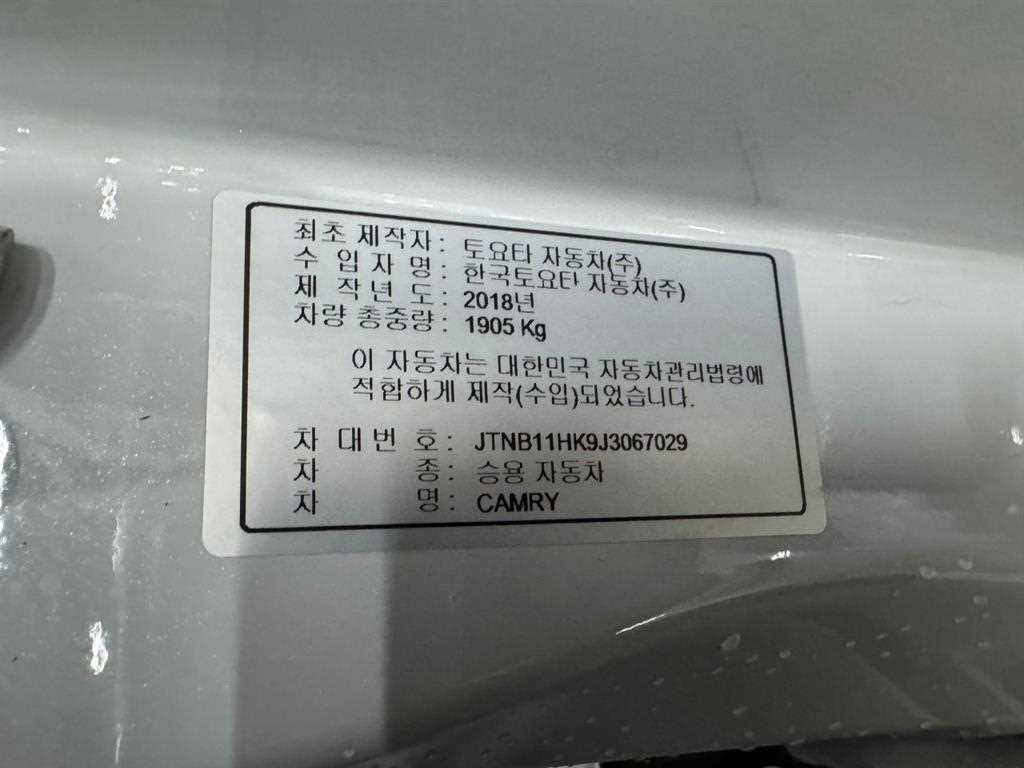 최초 제작자 : 토요타 자동차(주)
수 입 자 명 : 한국토요타 자동차(주)
제 작 년 도 : 2018년
차량 총중량 : 1905 Kg
이 자동차는 대한민국 자동차관리법령에
적합하게 제작(수입)되었습니다.
차 대 번 호 : JTNB11HK9J3067029
차 종 : 승용 자동차
차 명 : CAMRY